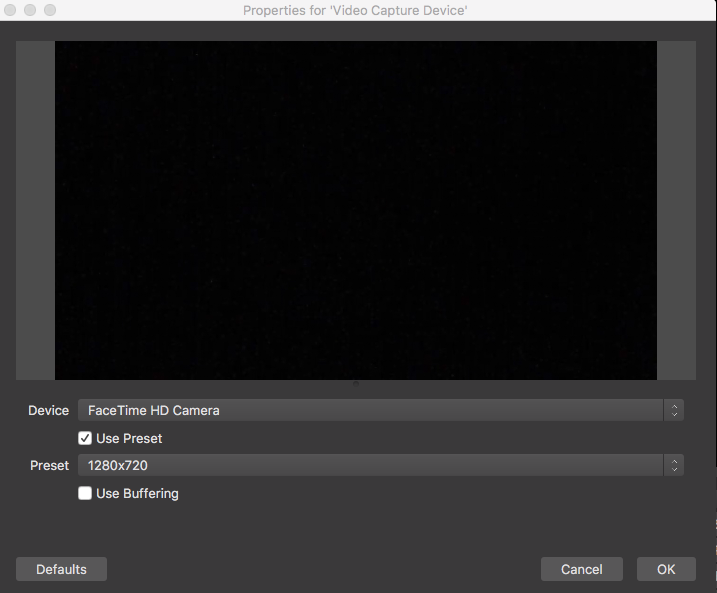 Properties for 'Video Capture Device'
Device FaceTime HD Camera
Use Preset
Preset 1280x720
Use Buffering
Defaults Cancel OK